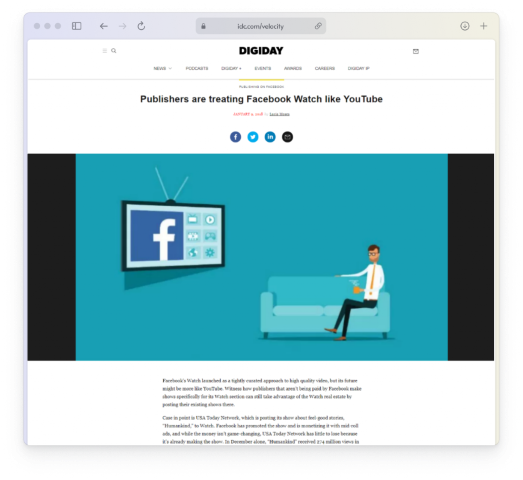 idc.com/velocity
DIGIDAY
NEWS PODCASTS DIGIDAY + EVENTS AWARDS CAREERS DIGIDAY IP
PUBLISHING ON FACEBOOK
Publishers are treating Facebook Watch like YouTube
Facebook's Watch launched as a tightly curated approach to high quality video, but its future
might be more like YouTube. Witness how publishers that aren't being paid by Facebook make
shows specifically for its Watch section can still take advantage of the Watch real estate by
posting their existing shows there.
Case in point is USA Today Network, which is posting its show about feel-good stories,
"Humankind," to Watch. Facebook has promoted the show and is monetizing it with mid-roll
ads, and while the money isn't game-changing, USA Today Network has little to lose because
it's already making the show. In December alone, "Humankind" received 274 million views in